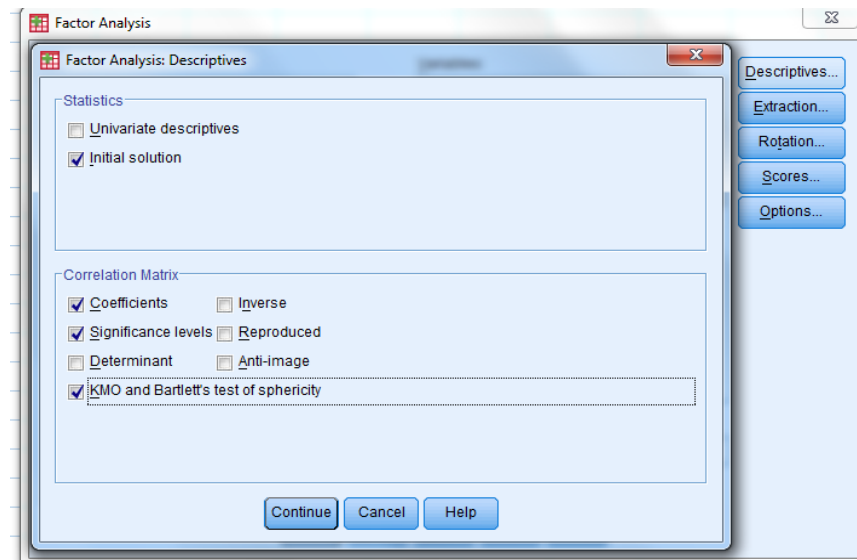 Factor Analysis
Factor Analysis: Descriptives
Statistics
Univariate descriptives
Initial solution
Correlation Matrix
Coefficients Inverse
Significance levels Reproduced
Determinant Anti-image
KMO and Bartlett's test of sphericity
Continue Cancel Help
Descriptives...
Extraction...
Rotation...
Scores...
Options...